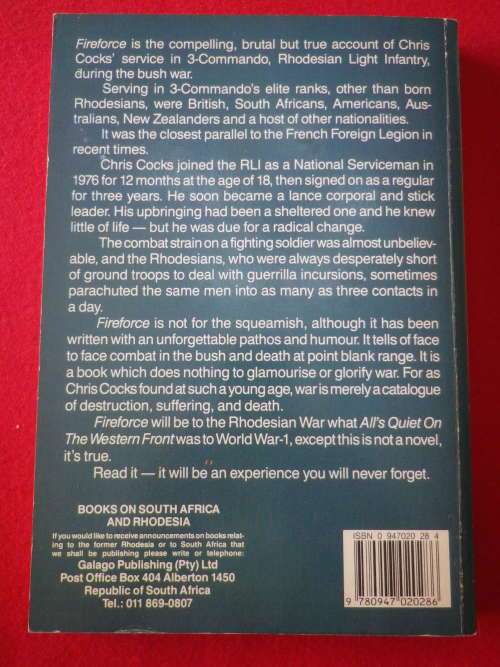 Fireforce is the compelling, brutal but true account of Chris
Cocks' service in 3-Commando, Rhodesian Light Infantry,
during the bush war.
Serving in 3-Commando's elite ranks, other than born
Rhodesians, were British, South Africans, Americans, Aus-
tralians, New Zealanders and a host of other nationalities.
It was the closest parallel to the French Foreign Legion in
recent times.
Chris Cocks joined the RLI as a National Serviceman in
1976 for 12 months at the age of 18, then signed on as a regular
for three years. He soon became a lance corporal and stick
leader. His upbringing had been a sheltered one and he knew
little of life — but he was due for a radical change.
The combat strain on a fighting soldier was almost unbeliev-
able, and the Rhodesians, who were always desperately short
of ground troops to deal with guerrilla incursions, sometimes
parachuted the same men into as many as three contacts in
a day.
Fireforce is not for the squeamish, although it has been
written with an unforgettable pathos and humour. It tells of face
to face combat in the bush and death at point blank range. It is
a book which does nothing to glamourise or glorify war. For as
Chris Cocks found at such a young age, war is merely a catalogue
of destruction, suffering, and death.
Fireforce will be to the Rhodesian War what All's Quiet On
The Western Front was to World War-1, except this is not a novel,
it's true.
Read it — it will be an experience you will never forget.
BOOKS ON SOUTH AFRICA
AND RHODESIA
If you would like to receive announcements on books relat-
ing to the former Rhodesia or to South Africa that
we shall be publishing please write or telephone:
Galago Publishing (Pty) Ltd
Post Office Box 404 Alberton 1450
Republic of South Africa
Tel.: 011 869-0807
ISBN 0 947020 28 4
9 780947 020286